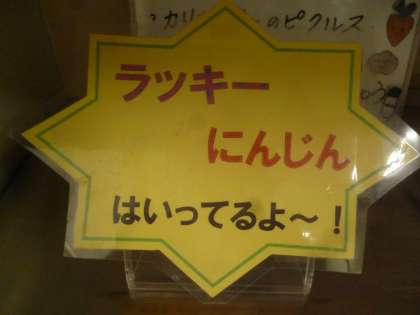 のピクルス
ラッキー
にんじん
はいってるよ～！